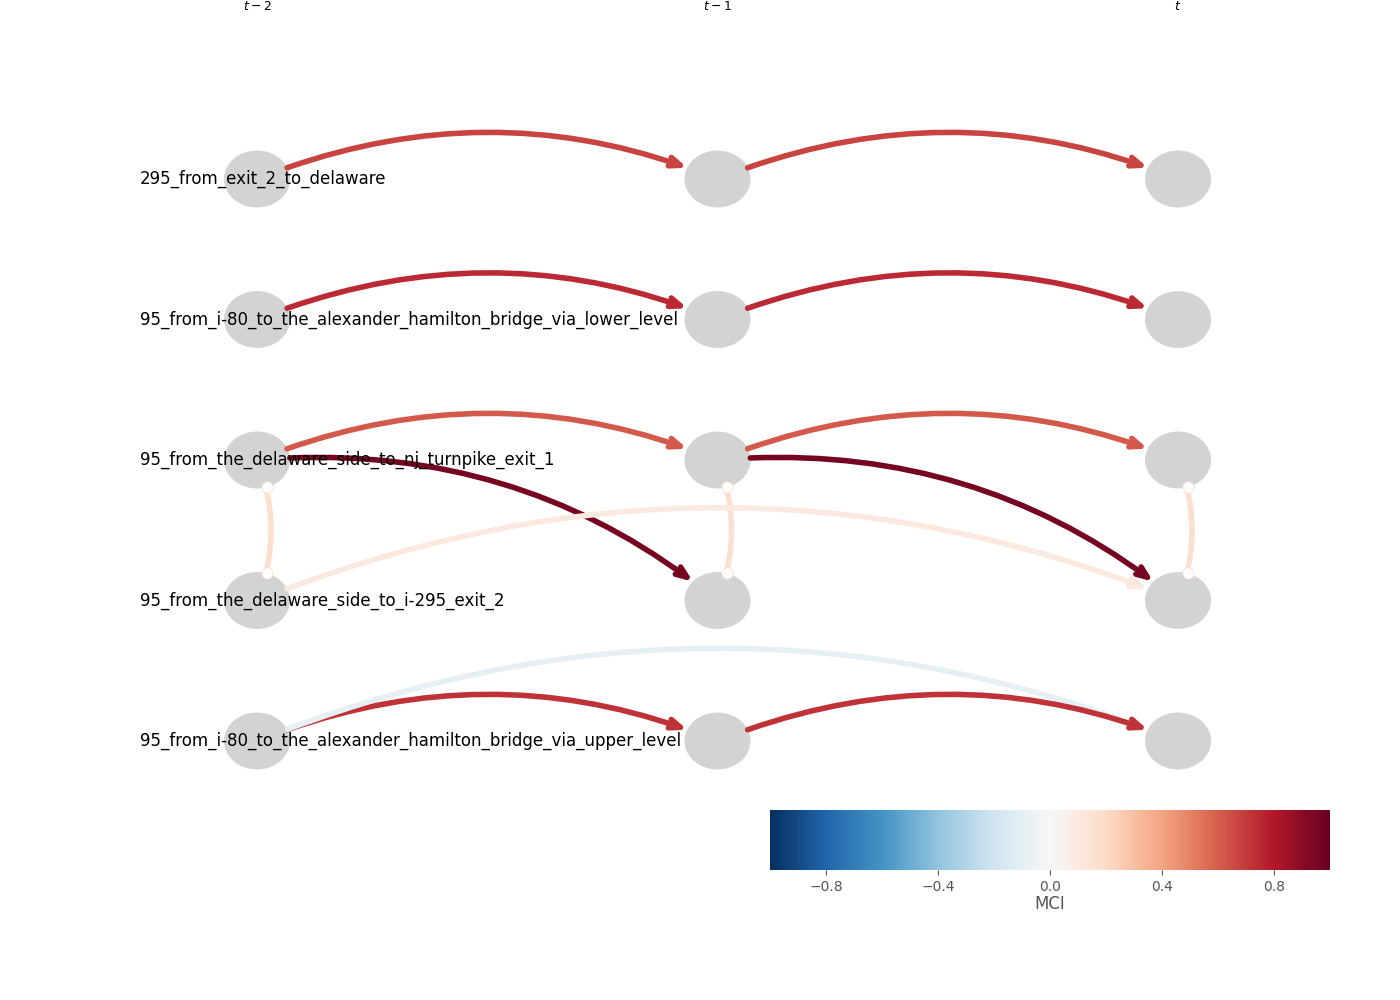 t − 2 t − 1 t
295_from_exit_2_to_delaware
95_from_i-80_to_the_alexander_hamilton_bridge_via_lower_level
95_from_the_delaware_side_to_nj_turnpike_exit_1
95_from_the_delaware_side_to_i-295_exit_2
95_from_i-80_to_the_alexander_hamilton_bridge_via_upper_level
−0.8 −0.4 0.0 0.4 0.8
MCI